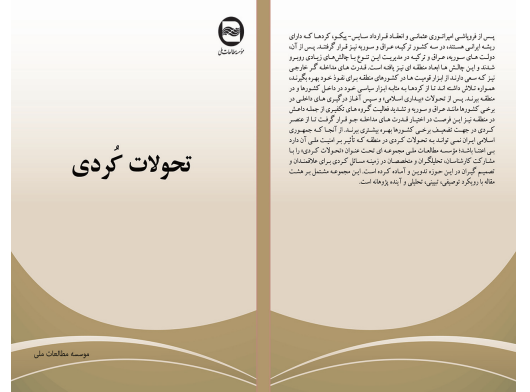 موسسه مطالعات ملی
تحولات کُردی
موسسه مطالعات ملی
پس از فروپاشی امپراتوری عثمانی و انعقاد قرارداد سایس-پیکو، کردها که دارای
ریشه ایرانی هستند، در سه کشور ترکیه، عراق و سوریه نیز قرار گرفتند. پس از آن،
دولت های سوریه، عراق و ترکیه در مدیریت این تنوع با چالش‌های زیادی روبرو
شدند و این چالش ها ابعاد منطقه ای نیز یافته است. قدرت های مداخله گر خارجی
نیز که سعی دارند از ابزار قومیت ها در کشورهای منطقه برای نفوذ خود بهره بگیرند،
همواره تلاش داشته اند تا از کردها به مثابه ابزار سیاسی خود در داخل کشورها و در
منطقه ببرند. پس از تحولات «بیداری اسلامی» و سپس آغاز درگیری های داخلی در
برخی کشورها مانند عراق و سوریه و تشدید فعالیت گروه های تکفیری از جمله داعش
در منطقه نیز این فرصت در اختیار قدرت های مداخله جو قرار گرفت تا از عنصر
کردی در جهت تضعیف برخی کشورها بهره بیشتری ببرند. از آنجا که جمهوری
اسلامی ایران نمی تواند به تحولات کردی در منطقه که تأثیر بر امنیت ملی آن دارد
بی اعتنا باشد؛ مؤسسه مطالعات ملی مجموعه ای تحت عنوان «تحولات کردی» را با
مشارکت کارشناسان، تحلیلگران و متخصصان در زمینه مسائل کردی برای علاقمندان و
تصمیم گیران در این حوزه تدوین و آماده کرده است. این مجموعه مشتمل بر هشت
مقاله با رویکرد توصیفی، تبیینی، تحلیلی و آینده پژوهانه است.